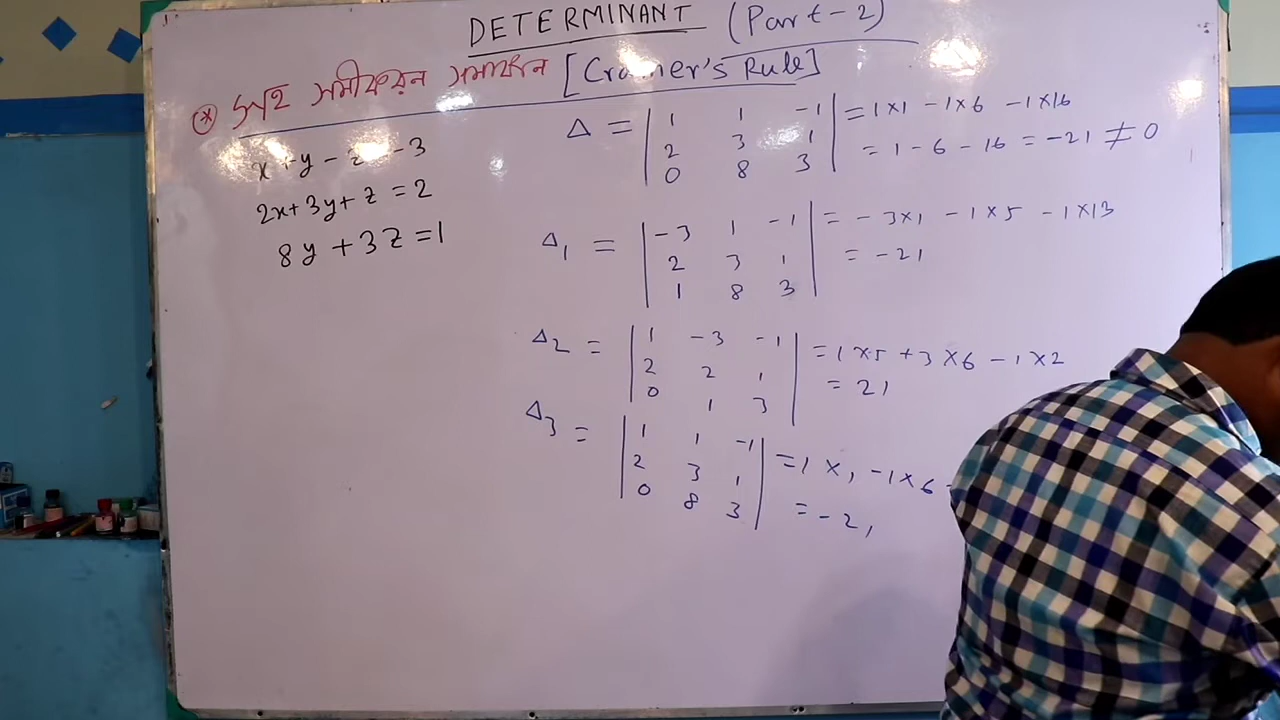 DETERMINANT (Part-2)
* সহ সমীকরন সমাধান [Cramer's Rule]
x + y - z = -3
2x + 3y + z = 2
8y + 3z = 1
Δ = | 1 1 -1 | = 1×1 - 1×6 - 1×16
| 2 3 1 | = 1 - 6 - 16 = -21 ≠ 0
| 0 8 3 |
Δ1 = | -3 1 -1 | = -3×1 - 1×5 - 1×13
| 2 3 1 | = -21
| 1 8 3 |
Δ2 = | 1 -3 -1 | = 1×5 + 3×6 - 1×2
| 2 2 1 | = 21
| 0 1 3 |
Δ3 = | 1 1 -1 | = 1×1 - 1×6 -
| 2 3 1 | = -21
| 0 8 3 |